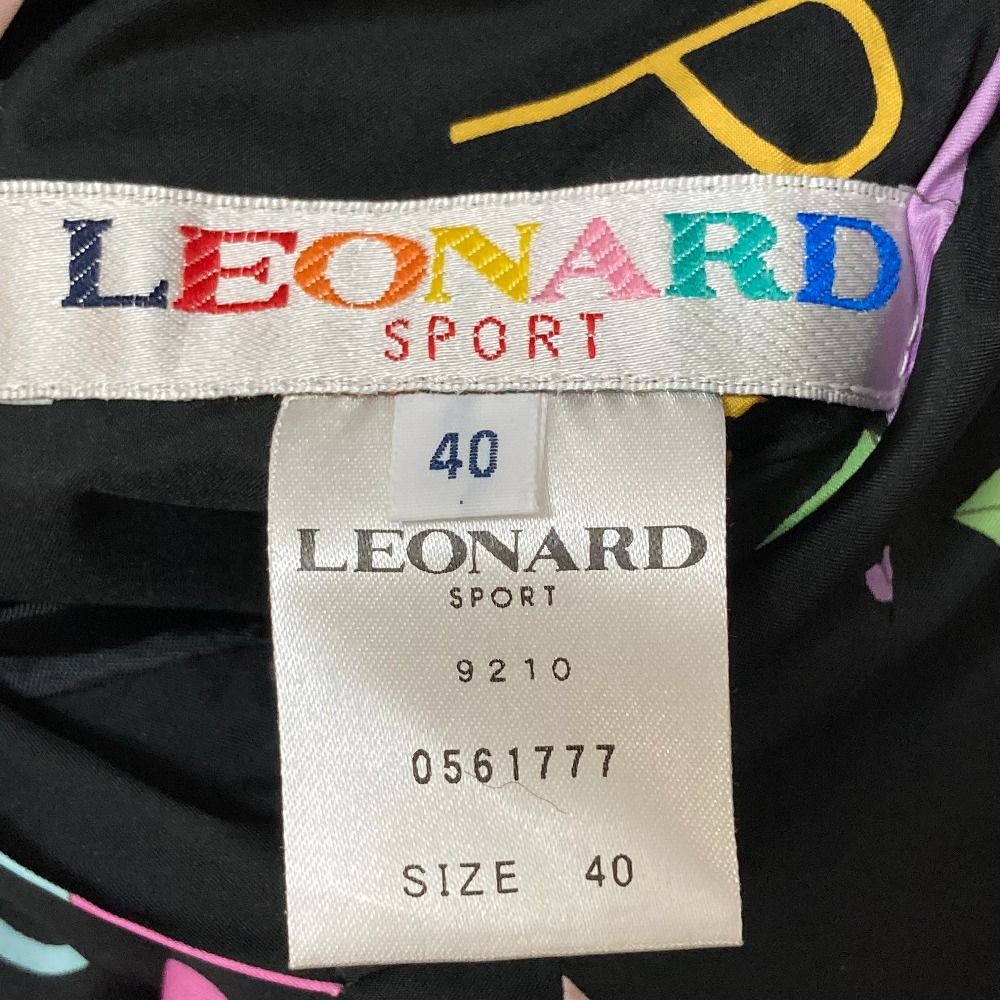 P
LEONARD
SPORT
40
LEONARD
SPORT
9210
0561777
SIZE 40